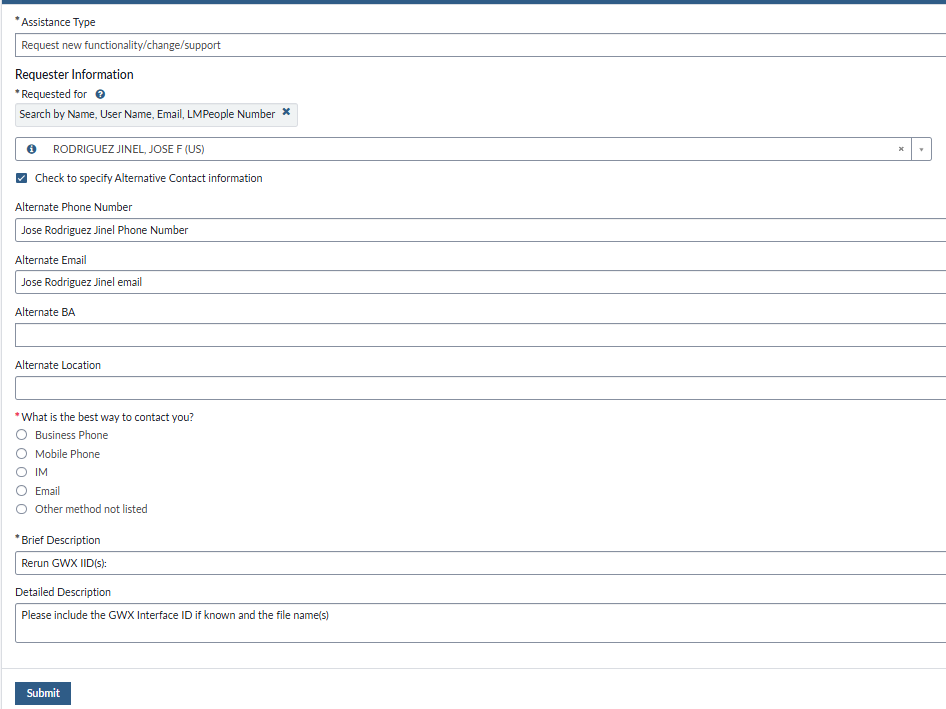 * Assistance Type
Request new functionality/change/support
Requester Information
* Requested for
Search by Name, User Name, Email, LMPeople Number
RODRIGUEZ JINEL, JOSE F (US)
Check to specify Alternative Contact information
Alternate Phone Number
Jose Rodriguez Jinel Phone Number
Alternate Email
Jose Rodriguez Jinel email
Alternate BA
Alternate Location
* What is the best way to contact you?
Business Phone
Mobile Phone
IM
Email
Other method not listed
* Brief Description
Rerun GWX IID(s):
Detailed Description
Please include the GWX Interface ID if known and the file name(s)
Submit